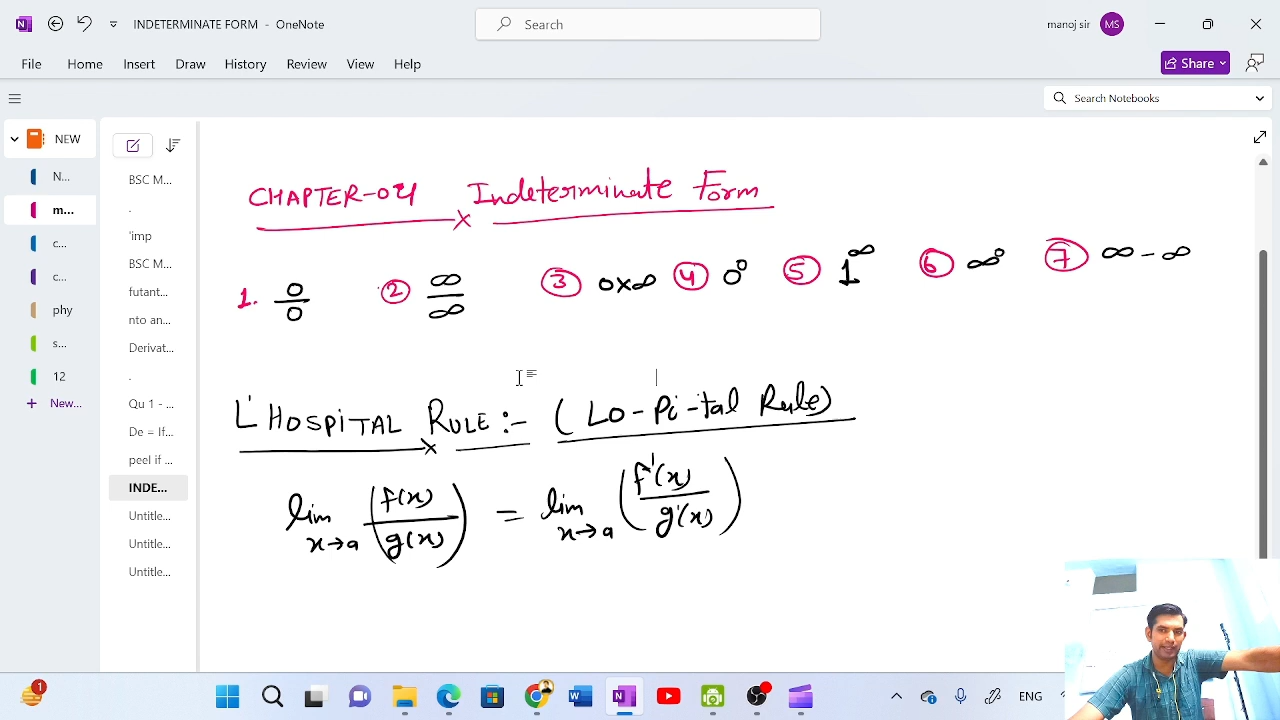 INDETERMINATE FORM - OneNote
Search
manoj sir
MS
File Home Insert Draw History Review View Help
Share
Search Notebooks
NEW
N...
m...
c...
c...
phy
s...
12
New...
BSC M...
.
'imp
BSC M...
futant...
nto an...
Derivat...
.
Qu 1 - ...
De = If...
peel if ...
INDE...
Untitle...
Untitle...
Untitle...
CHAPTER-04 Indeterminate Form
1. 0/0 ② ∞/∞ ③ 0×∞ ④ 0⁰ ⑤ 1^∞ ⑥ ∞⁰ ⑦ ∞ - ∞
L'HOSPITAL RULE :- (LO-Pi-tal Rule)
lim x→a (f(x)/g(x)) = lim x→a (f'(x)/g'(x))
1
ENG